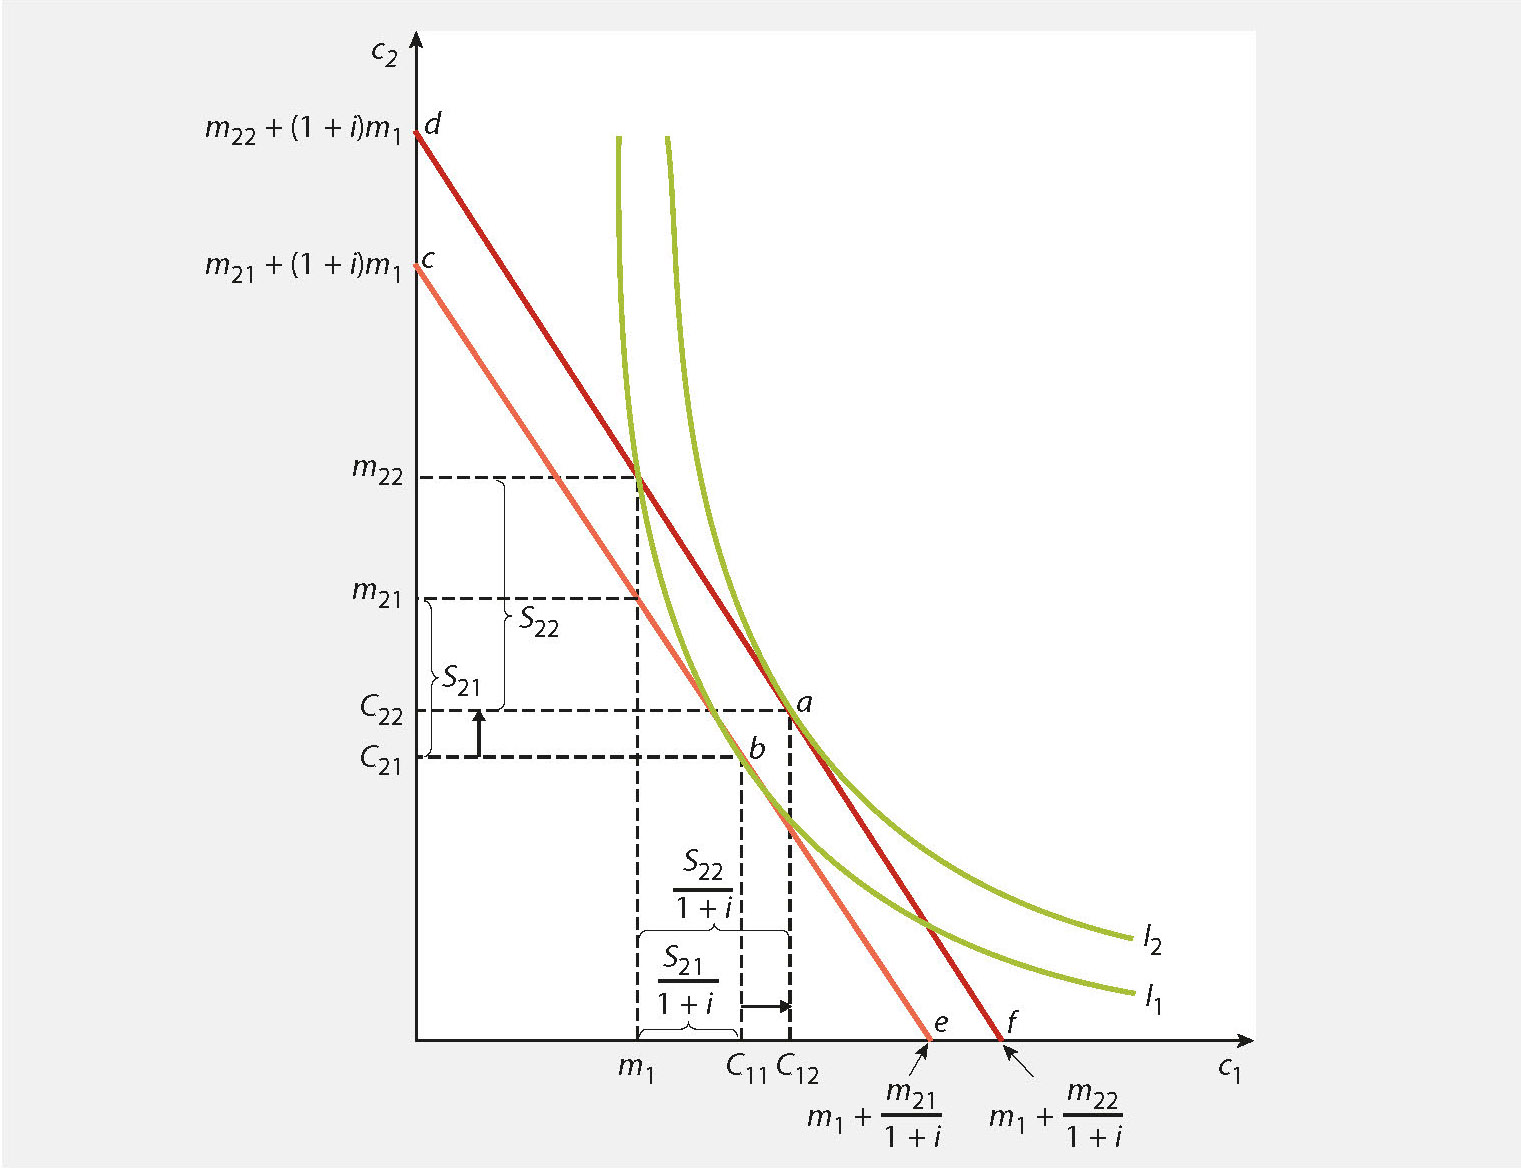 c₂
m₂₂ + (1 + i)m₁ d
m₂₁ + (1 + i)m₁ c
m₂₂
m₂₁
S₂₂
S₂₁
C₂₂
a
C₂₁
b
S₂₂
1 + i
S₂₁
1 + i
I₂
I₁
e
f
m₁
C₁₁
C₁₂
c₁
m₁ + m₂₁
1 + i
m₁ + m₂₂
1 + i